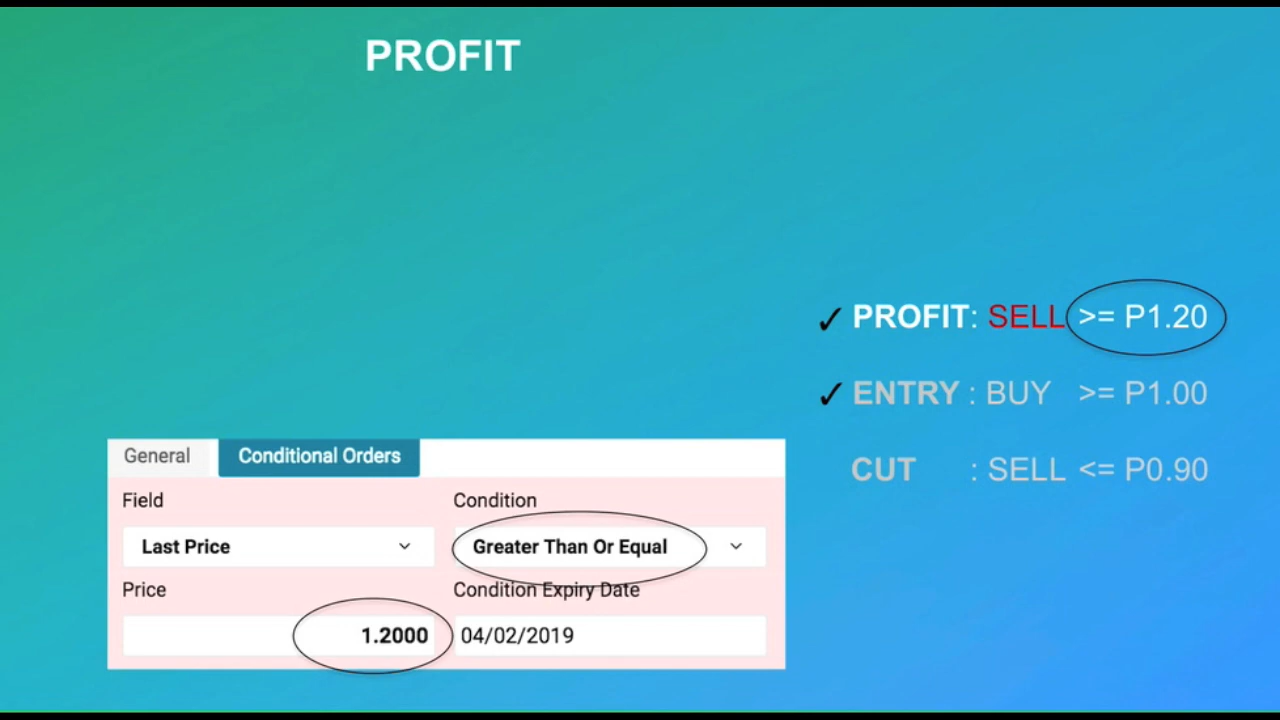 PROFIT
✓ PROFIT: SELL >= P1.20
✓ ENTRY : BUY >= P1.00
CUT : SELL <= P0.90
General Conditional Orders
Field Condition
Last Price Greater Than Or Equal
Price Condition Expiry Date
1.2000 04/02/2019